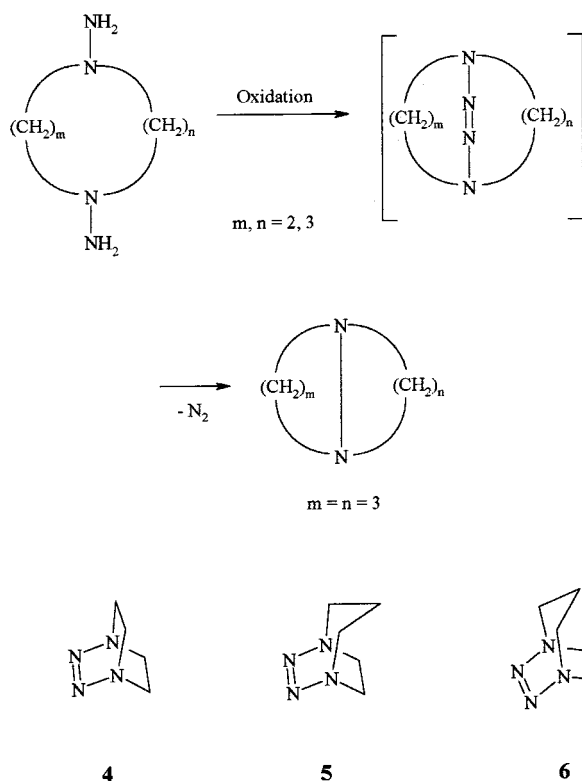 NH2
N
(CH2)m
(CH2)n
N
NH2
Oxidation
N
N
N
N
(CH2)m
(CH2)n
m, n = 2, 3
- N2
N
(CH2)m
(CH2)n
N
m = n = 3
N
N
N
N
N
N
N
N
N
N
N
N
4 5 6